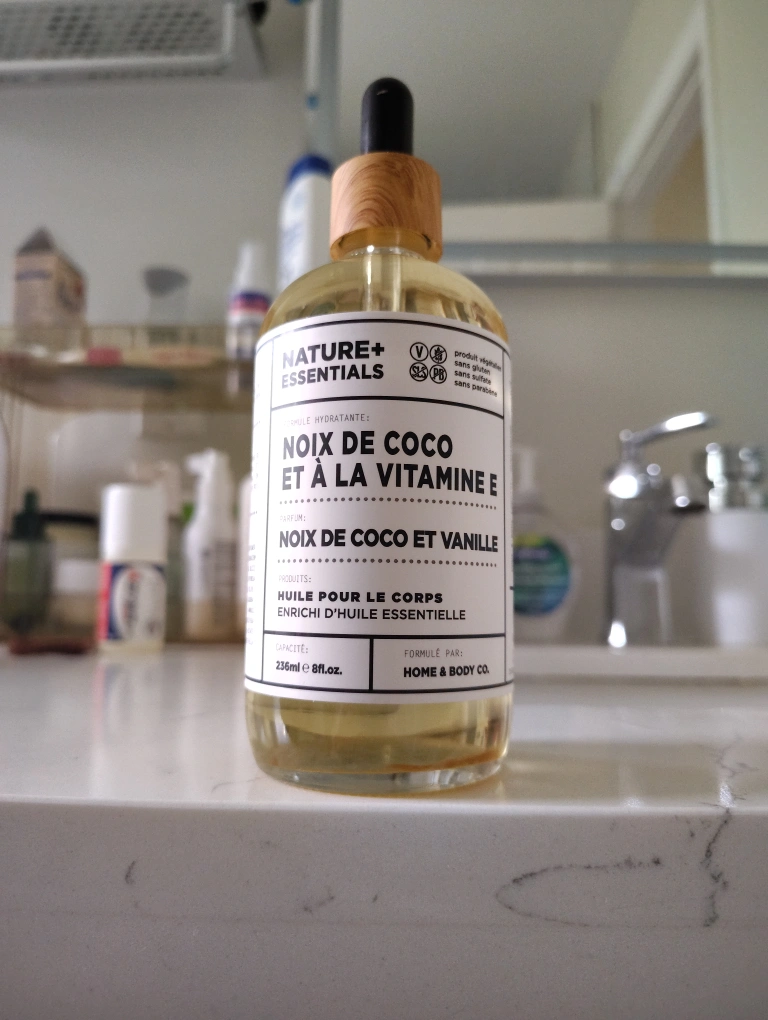 NATURE+
ESSENTIALS
V
SLS PB
produit végétalien
sans gluten
sans sulfate
sans parabène
FORMULE HYDRATANTE:
NOIX DE COCO
ET À LA VITAMINE E
PARFUM:
NOIX DE COCO ET VANILLE
PRODUITS:
HUILE POUR LE CORPS
ENRICHI D'HUILE ESSENTIELLE
CAPACITÉ:
236ml ℮ 8fl.oz.
FORMULÉ PAR:
HOME & BODY CO.